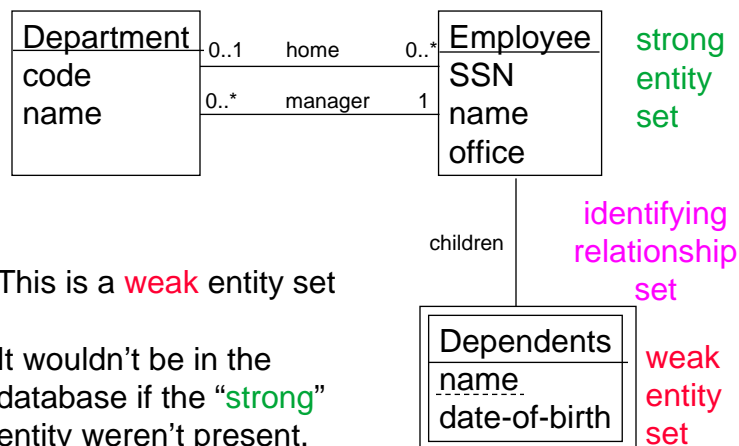 Department
code
name
0..1 home 0..*
0..* manager 1
Employee
SSN
name
office
strong
entity
set
children
identifying
relationship
set
This is a weak entity set
It wouldn’t be in the
database if the “strong”
entity weren’t present.
Dependents
name
date-of-birth
weak
entity
set